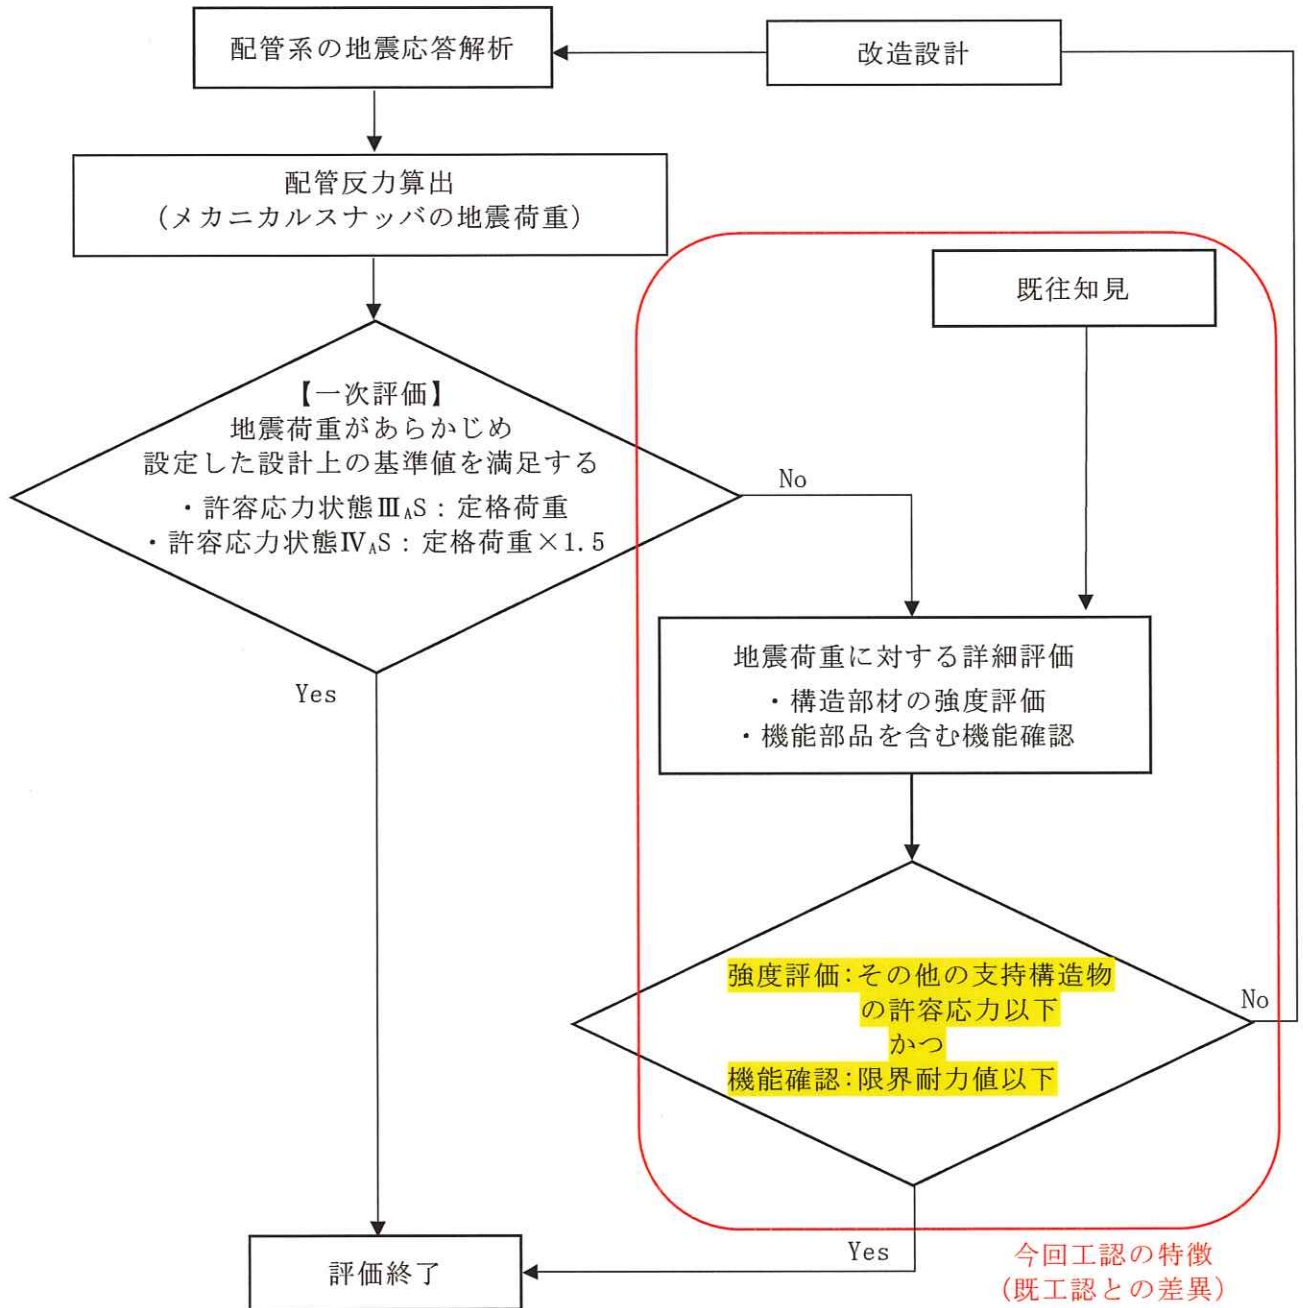 配管系の地震応答解析
改造設計
配管反力算出
(メカニカルスナッバの地震荷重)
既往知見
【一次評価】
地震荷重があらかじめ
設定した設計上の基準値を満足する
・許容応力状態ⅢAS:定格荷重
・許容応力状態ⅣAS:定格荷重×1.5
No
Yes
地震荷重に対する詳細評価
・構造部材の強度評価
・機能部品を含む機能確認
強度評価:その他の支持構造物
の許容応力以下
かつ
機能確認:限界耐力値以下
No
Yes
評価終了
今回工認の特徴
(既工認との差異)